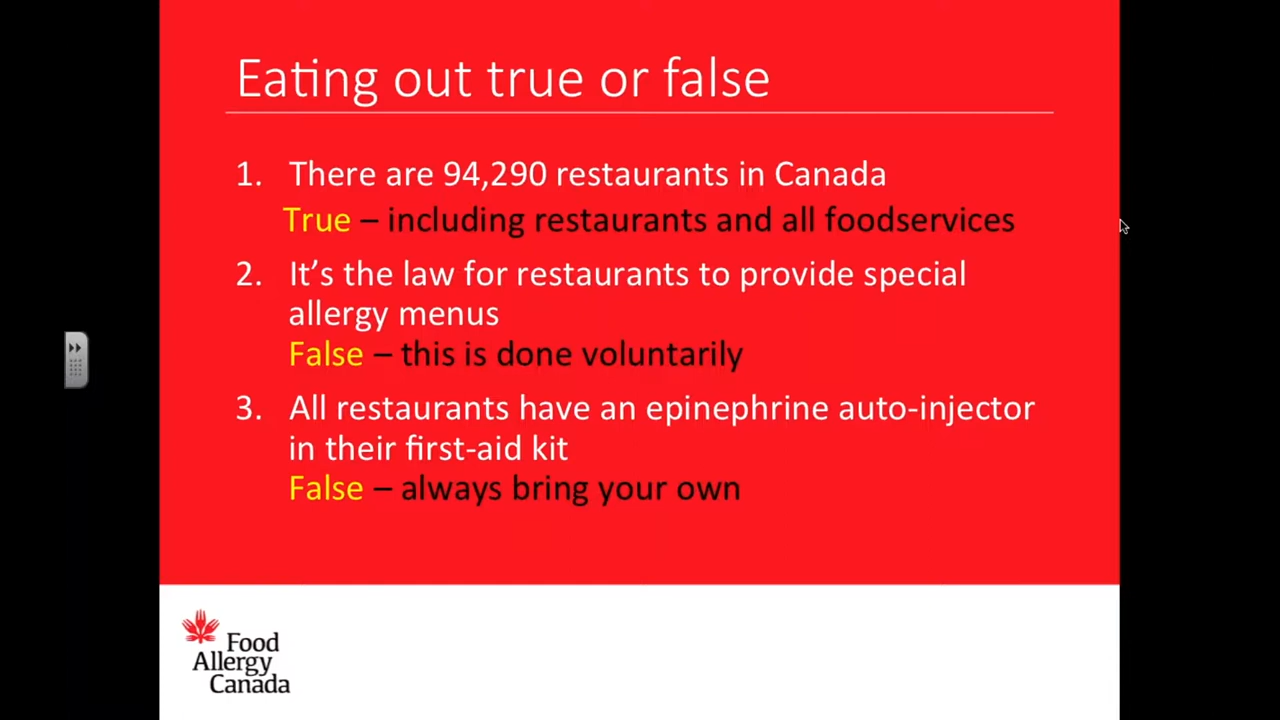 Eating out true or false
1. There are 94,290 restaurants in Canada
True – including restaurants and all foodservices
2. It’s the law for restaurants to provide special
allergy menus
False – this is done voluntarily
3. All restaurants have an epinephrine auto-injector
in their first-aid kit
False – always bring your own
Food
Allergy
Canada